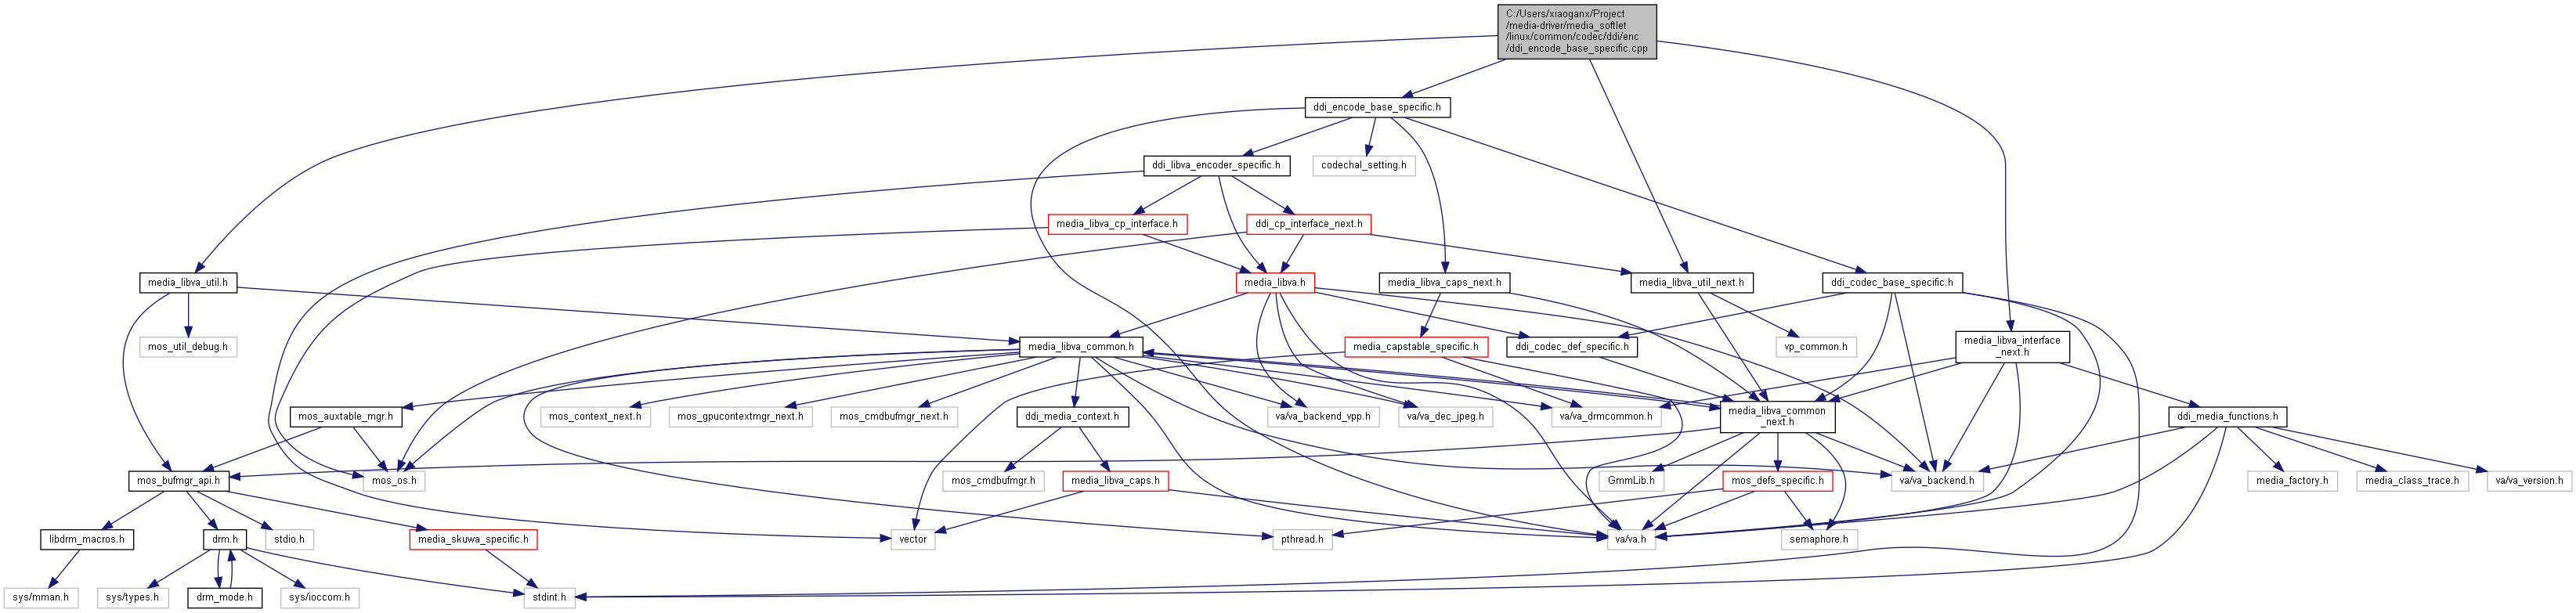 C:/Users/xiaoganx/Project
/media-driver/media_softlet
/linux/common/codec/ddi/enc
/ddi_encode_base_specific.cpp
ddi_encode_base_specific.h
ddi_libva_encoder_specific.h
codechal_setting.h
media_libva_cp_interface.h
ddi_cp_interface_next.h
media_libva_util.h
media_libva.h
media_libva_caps_next.h
media_libva_util_next.h
ddi_codec_base_specific.h
mos_util_debug.h
media_libva_common.h
media_capstable_specific.h
ddi_codec_def_specific.h
vp_common.h
media_libva_interface
_next.h
mos_auxtable_mgr.h
mos_context_next.h
mos_gpucontextmgr_next.h
mos_cmdbufmgr_next.h
ddi_media_context.h
va/va_backend_vpp.h
va/va_dec_jpeg.h
va/va_drmcommon.h
media_libva_common
_next.h
ddi_media_functions.h
mos_bufmgr_api.h
mos_os.h
mos_cmdbufmgr.h
media_libva_caps.h
GmmLib.h
mos_defs_specific.h
va/va_backend.h
media_factory.h
media_class_trace.h
va/va_version.h
libdrm_macros.h
drm.h
stdio.h
media_skuwa_specific.h
vector
pthread.h
va/va.h
semaphore.h
sys/mman.h
sys/types.h
drm_mode.h
sys/ioccom.h
stdint.h